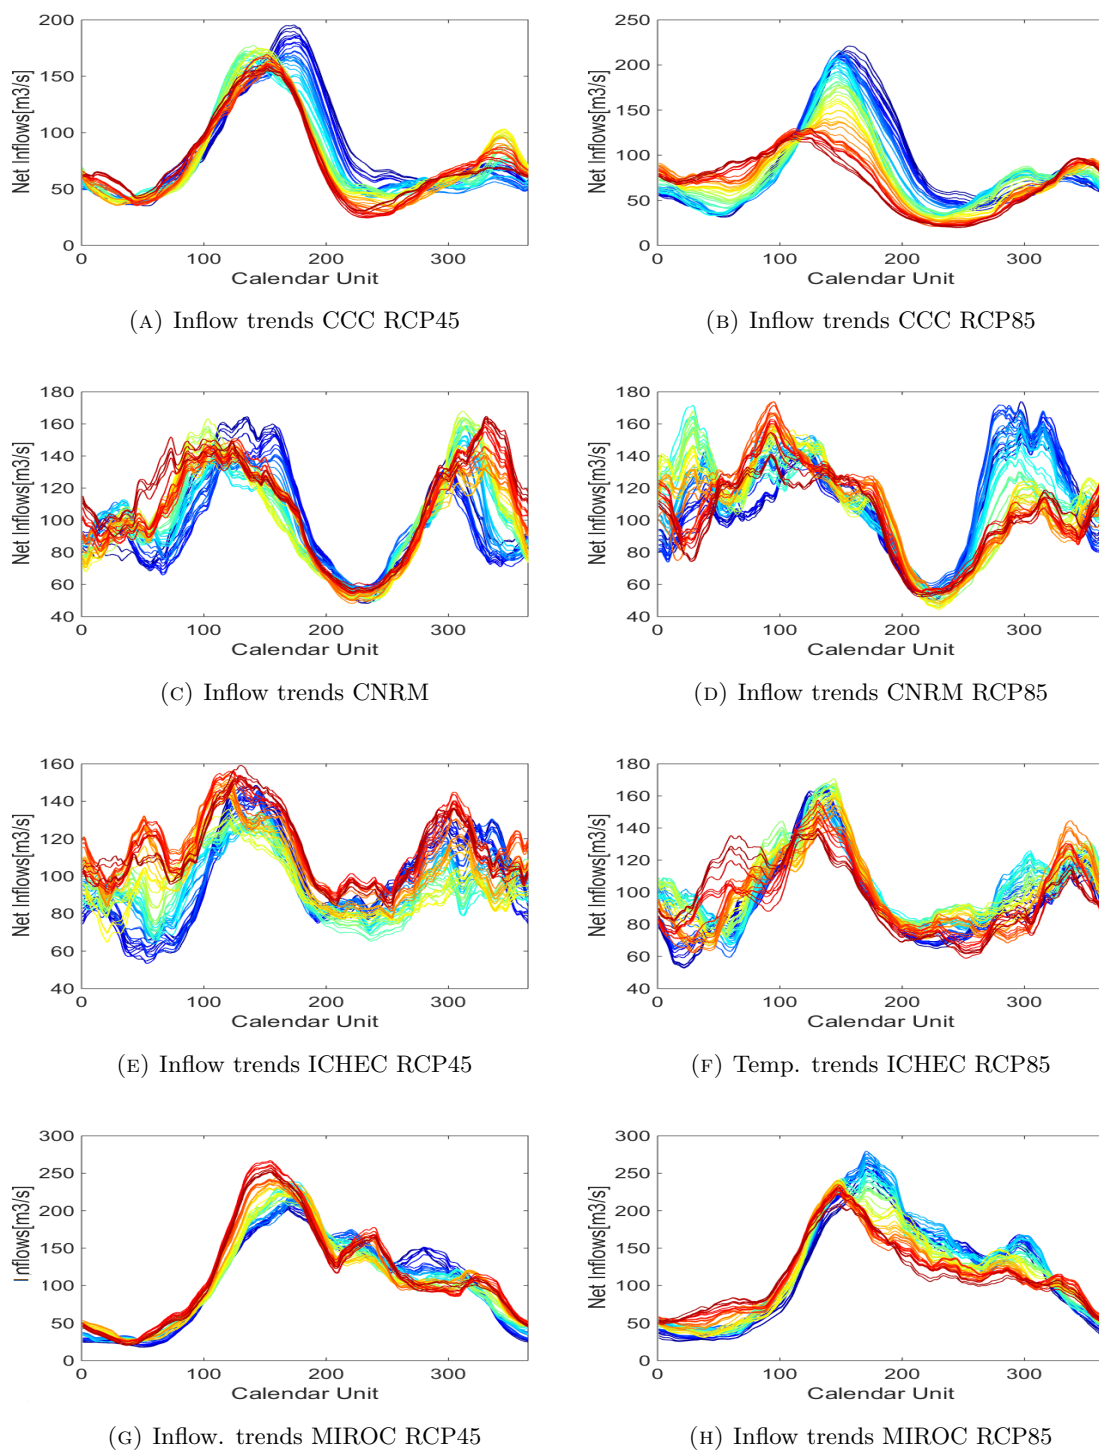 200
150
100
50
0
Net Inflows[m3/s]
0 100 200 300
Calendar Unit
(A) Inflow trends CCC RCP45
250
200
150
100
50
0
Net Inflows[m3/s]
0 100 200 300
Calendar Unit
(B) Inflow trends CCC RCP85
180
160
140
120
100
80
60
40
Net Inflows[m3/s]
0 100 200 300
Calendar Unit
(C) Inflow trends CNRM
180
160
140
120
100
80
60
40
Net Inflows[m3/s]
0 100 200 300
Calendar Unit
(D) Inflow trends CNRM RCP85
160
140
120
100
80
60
40
Net Inflows[m3/s]
0 100 200 300
Calendar Unit
(E) Inflow trends ICHEC RCP45
180
160
140
120
100
80
60
40
Net Inflows[m3/s]
0 100 200 300
Calendar Unit
(F) Temp. trends ICHEC RCP85
300
250
200
150
100
50
0
Inflows[m3/s]
0 100 200 300
Calendar Unit
(G) Inflow. trends MIROC RCP45
300
250
200
150
100
50
0
Net Inflows[m3/s]
0 100 200 300
Calendar Unit
(H) Inflow trends MIROC RCP85